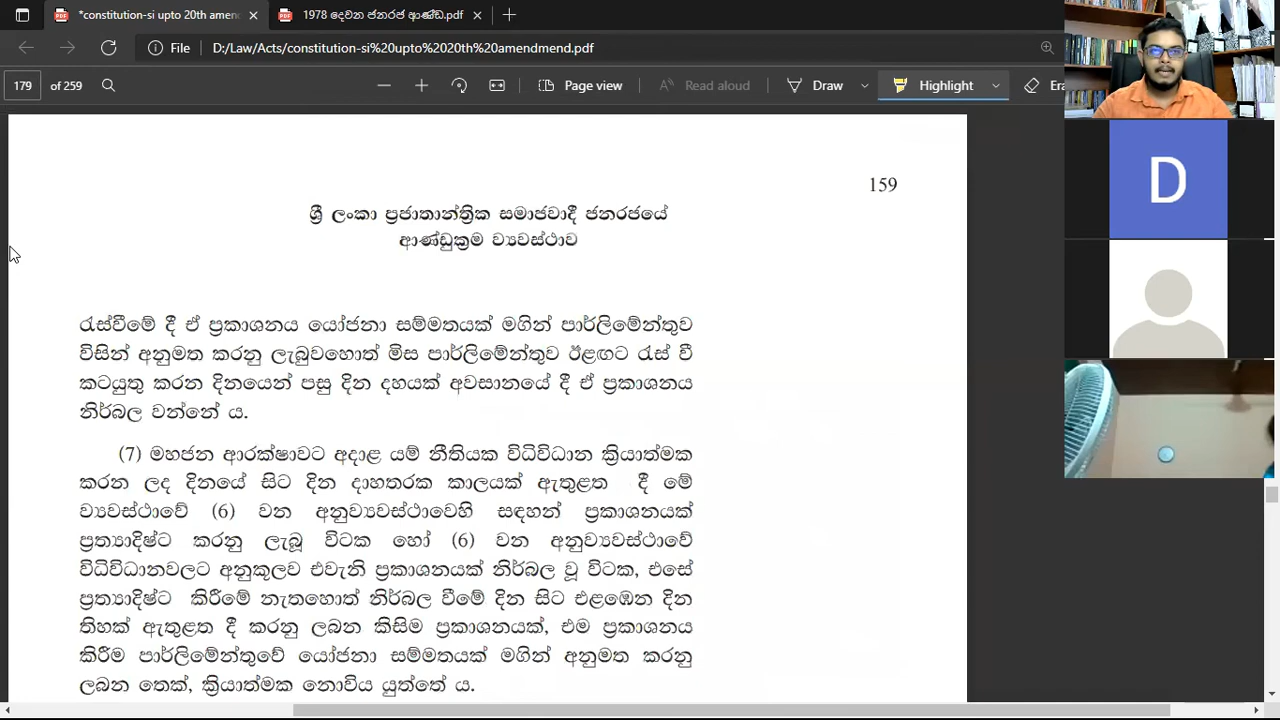 *constitution-si upto 20th amen
1978 දෙවන ජනරජ ආණ්ඩ.pdf
File
D:/Law/Acts/constitution-si%20upto%2020th%20amendmend.pdf
179 of 259
Page view
Read aloud
Draw
Highlight
Era
D
159
ශ්‍රී ලංකා ප්‍රජාතාන්ත්‍රික සමාජවාදී ජනරජයේ
ආණ්ඩුක්‍රම ව්‍යවස්ථාව
රැස්වීමේ දී ඒ ප්‍රකාශනය යෝජනා සම්මතයක් මගින් පාර්ලිමේන්තුව
විසින් අනුමත කරනු ලැබුවහොත් මිස පාර්ලිමේන්තුව ඊළඟට රැස් වී
කටයුතු කරන දිනයෙන් පසු දින දහයක් අවසානයේ දී ඒ ප්‍රකාශනය
නිර්බල වන්නේ ය.
(7) මහජන ආරක්ෂාවට අදාළ යම් නීතියක විධිවිධාන ක්‍රියාත්මක
කරන ලද දිනයේ සිට දින දාහතරක කාලයක් ඇතුළත දී මේ
ව්‍යවස්ථාවේ (6) වන අනුව්‍යවස්ථාවෙහි සඳහන් ප්‍රකාශනයක්
ප්‍රත්‍යාදිෂ්ට කරනු ලැබූ විටක හෝ (6) වන අනුව්‍යවස්ථාවේ
විධිවිධානවලට අනුකූලව එවැනි ප්‍රකාශනයක් නිර්බල වූ විටක, එසේ
ප්‍රත්‍යාදිෂ්ට කිරීමේ නැතහොත් නිර්බල වීමේ දින සිට එළඹෙන දින
තිහක් ඇතුළත දී කරනු ලබන කිසිම ප්‍රකාශනයක්, එම ප්‍රකාශනය
කිරීම පාර්ලිමේන්තුවේ යෝජනා සම්මතයක් මගින් අනුමත කරනු
ලබන තෙක්, ක්‍රියාත්මක නොවිය යුත්තේ ය.